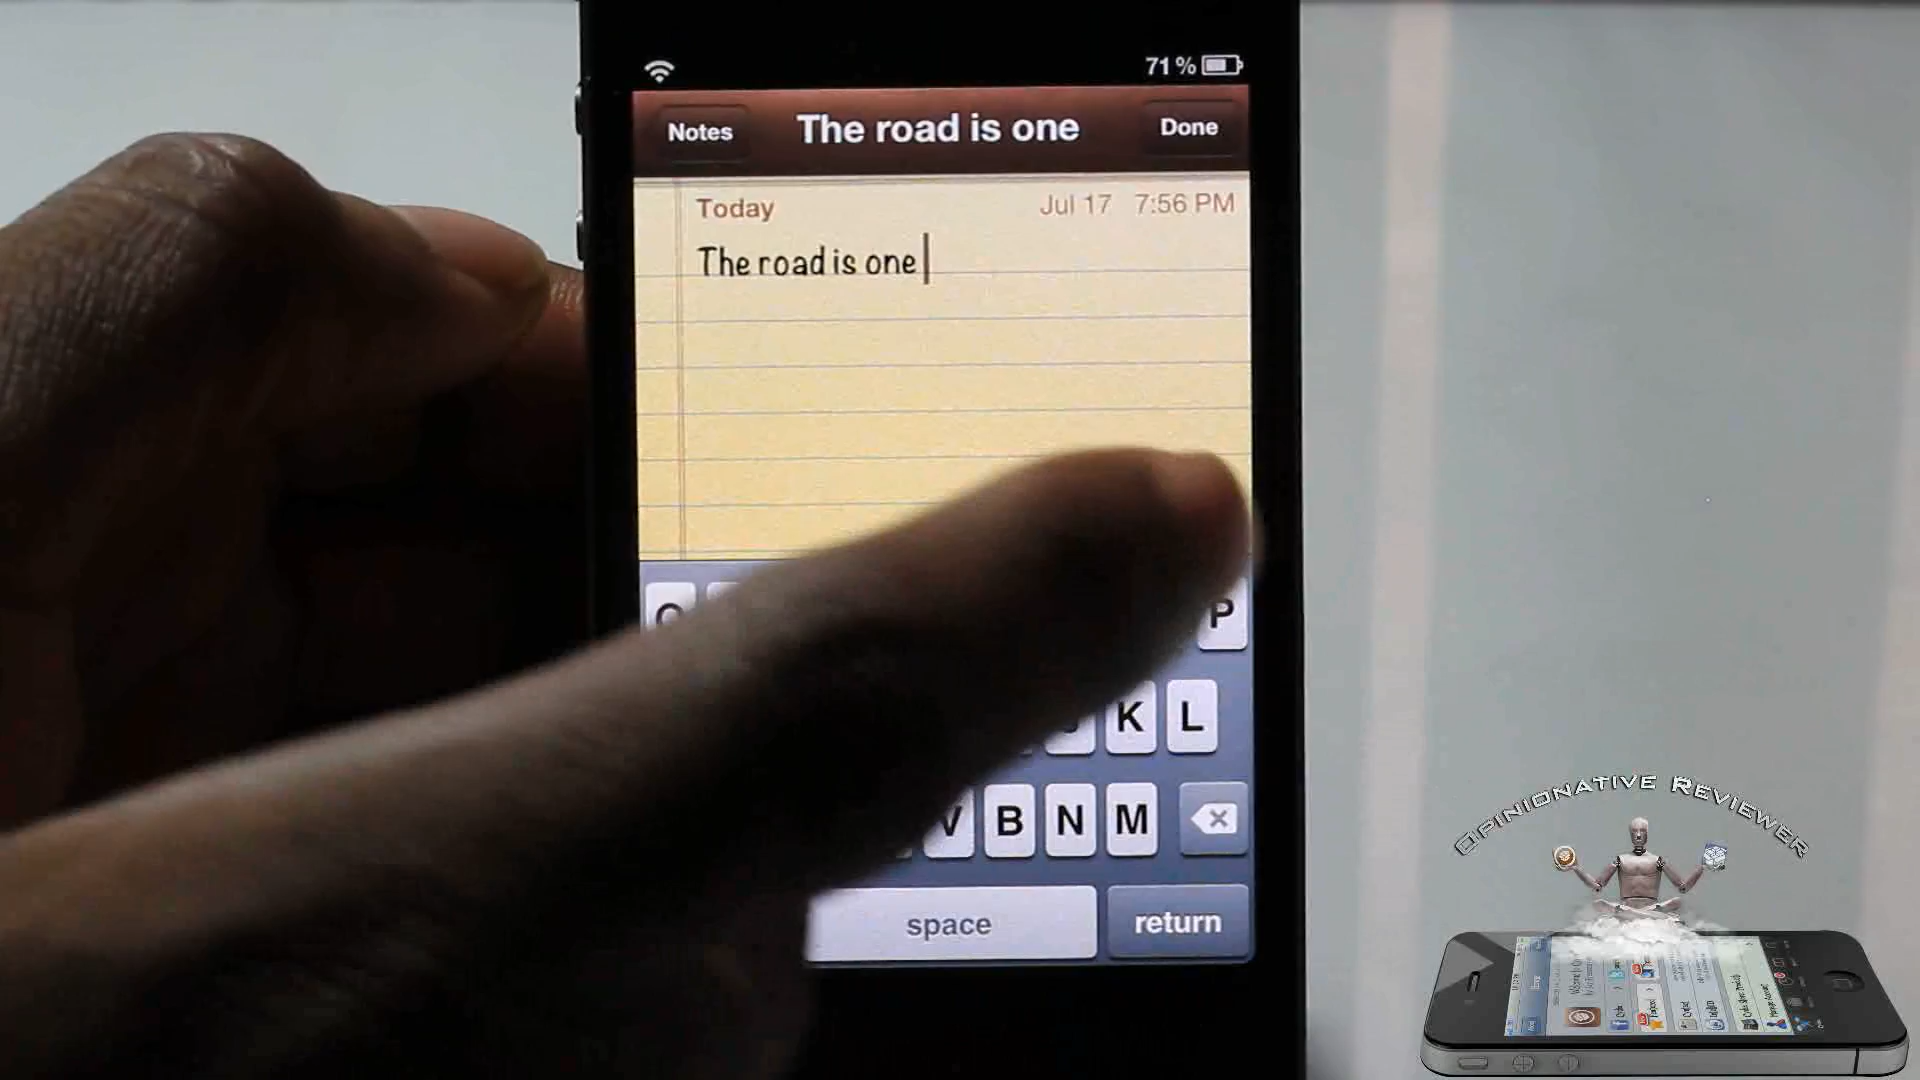 71%
Notes The road is one Done
Today Jul 17 7:56 PM
The road is one
P
K L
V B N M
space return
Opinionative Reviewer